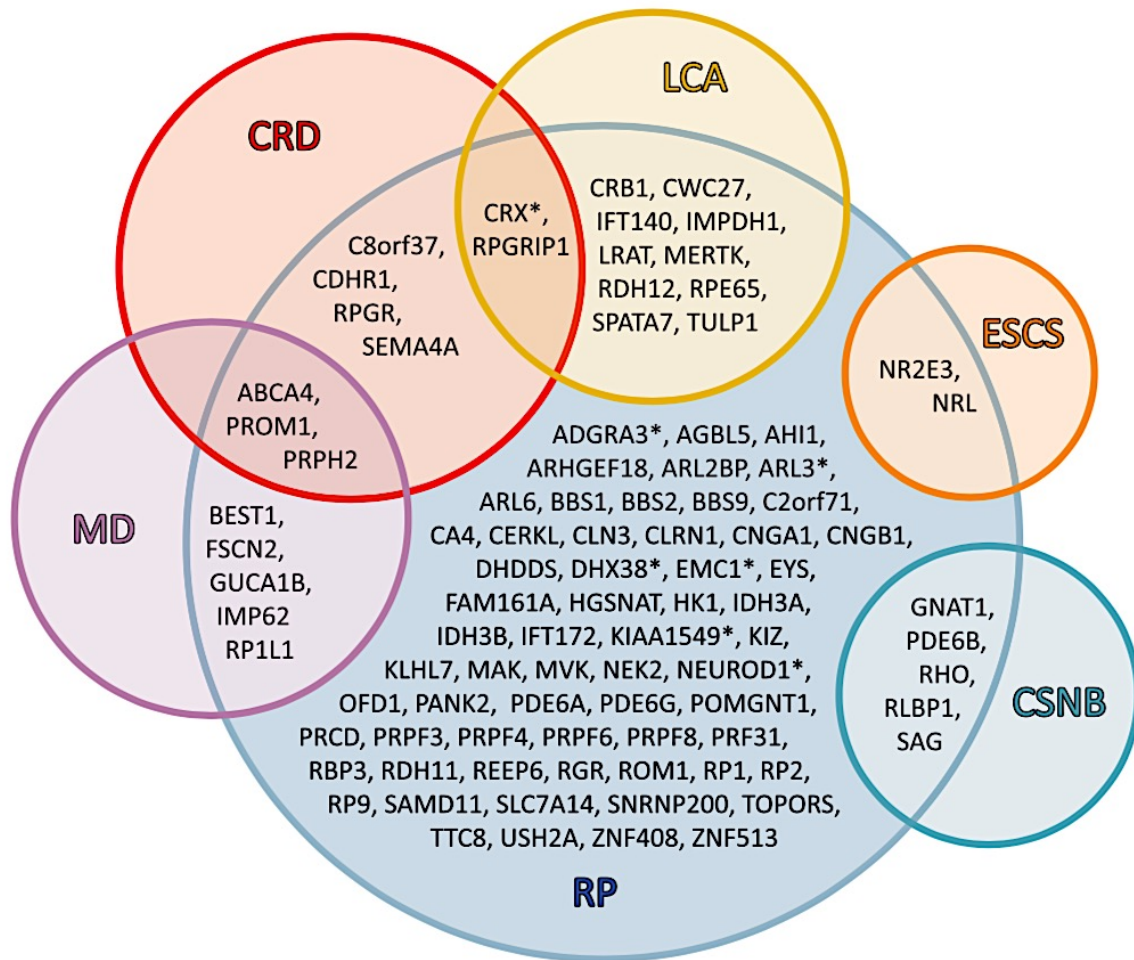 LCA
CRD
CRB1, CWC27,
IFT140, IMPDH1,
LRAT, MERTK,
RDH12, RPE65,
SPATA7, TULP1
CRX*,
RPGRIP1
C8orf37,
CDHR1,
RPGR,
SEMA4A
ESCS
NR2E3,
NRL
ABCA4,
PROM1,
PRPH2
MD
BEST1,
FSCN2,
GUCA1B,
IMP62
RP1L1
ADGRA3*, AGBL5, AHI1,
ARHGEF18, ARL2BP, ARL3*,
ARL6, BBS1, BBS2, BBS9, C2orf71,
CA4, CERKL, CLN3, CLRN1, CNGA1, CNGB1,
DHDDS, DHX38*, EMC1*, EYS,
FAM161A, HGSNAT, HK1, IDH3A,
IDH3B, IFT172, KIAA1549*, KIZ,
KLHL7, MAK, MVK, NEK2, NEUROD1*,
OFD1, PANK2, PDE6A, PDE6G, POMGNT1,
PRCD, PRPF3, PRPF4, PRPF6, PRPF8, PRF31,
RBP3, RDH11, REEP6, RGR, ROM1, RP1, RP2,
RP9, SAMD11, SLC7A14, SNRNP200, TOPORS,
TTC8, USH2A, ZNF408, ZNF513
GNAT1,
PDE6B,
RHO,
RLBP1,
SAG
CSNB
RP